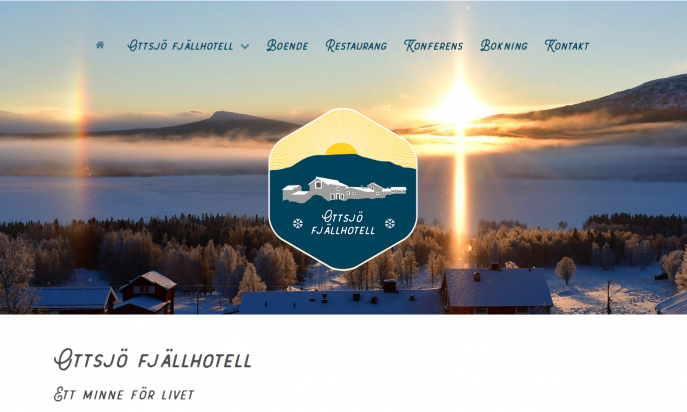 Ottsjö fjällhotell Boende Restaurang Konferens Bokning Kontakt
Ottsjö
fjällhotell
Ottsjö fjällhotell
Ett minne för livet